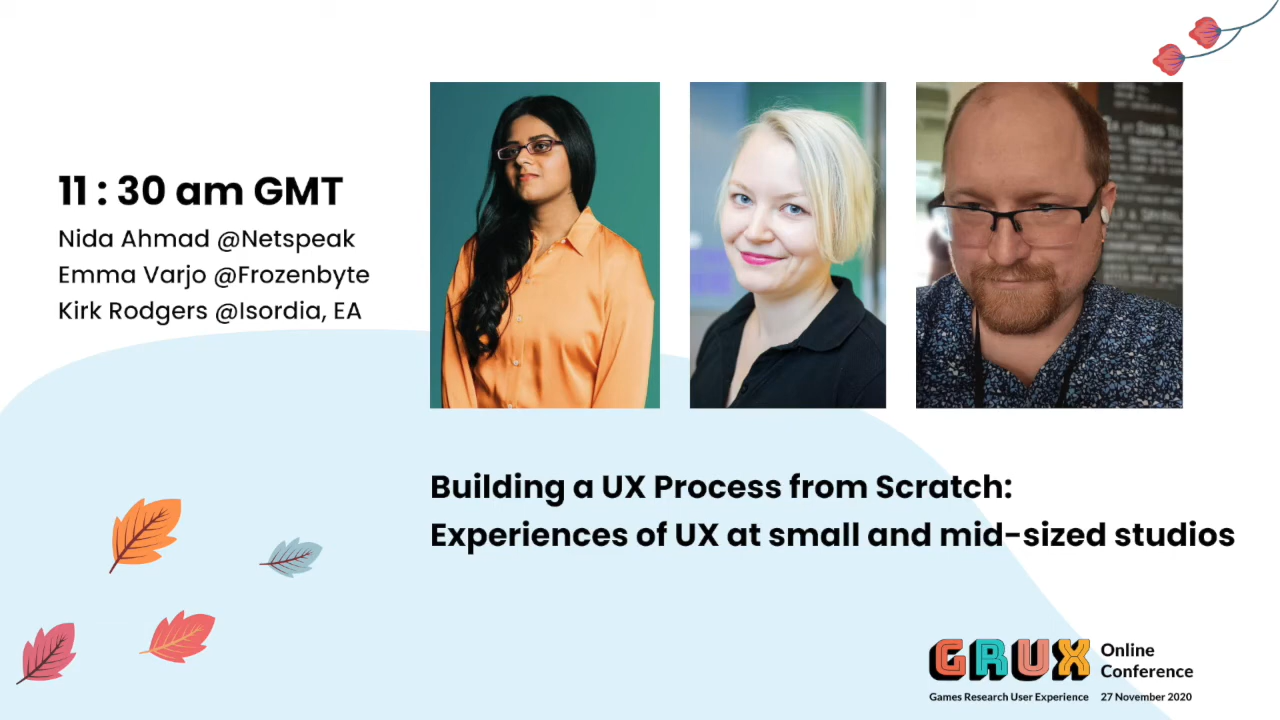 11 : 30 am GMT
Nida Ahmad @Netspeak
Emma Varjo @Frozenbyte
Kirk Rodgers @Isordia, EA
Building a UX Process from Scratch:
Experiences of UX at small and mid-sized studios
GRUX
Online
Conference
Games Research User Experience
27 November 2020